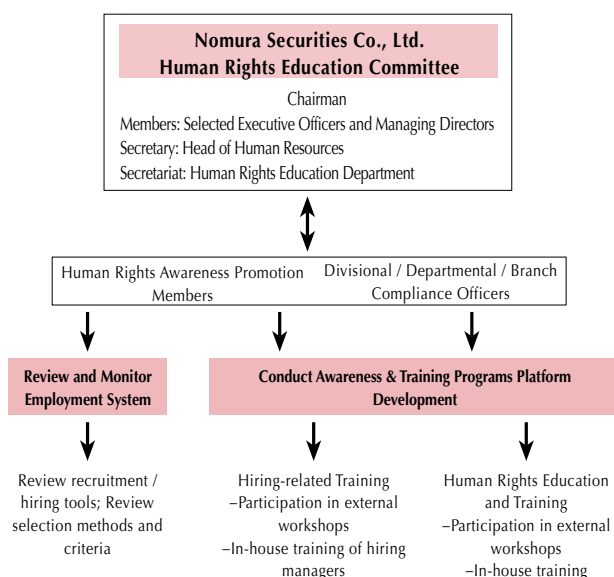 Nomura Securities Co., Ltd.
Human Rights Education Committee
Chairman
Members: Selected Executive Officers and Managing Directors
Secretary: Head of Human Resources
Secretariat: Human Rights Education Department
Human Rights Awareness Promotion
Members
Divisional / Departmental / Branch
Compliance Officers
Review and Monitor
Employment System
Conduct Awareness & Training Programs Platform
Development
Review recruitment /
hiring tools; Review
selection methods and
criteria
Hiring-related Training
–Participation in external
workshops
–In-house training of hiring
managers
Human Rights Education
and Training
–Participation in external
workshops
–In-house training